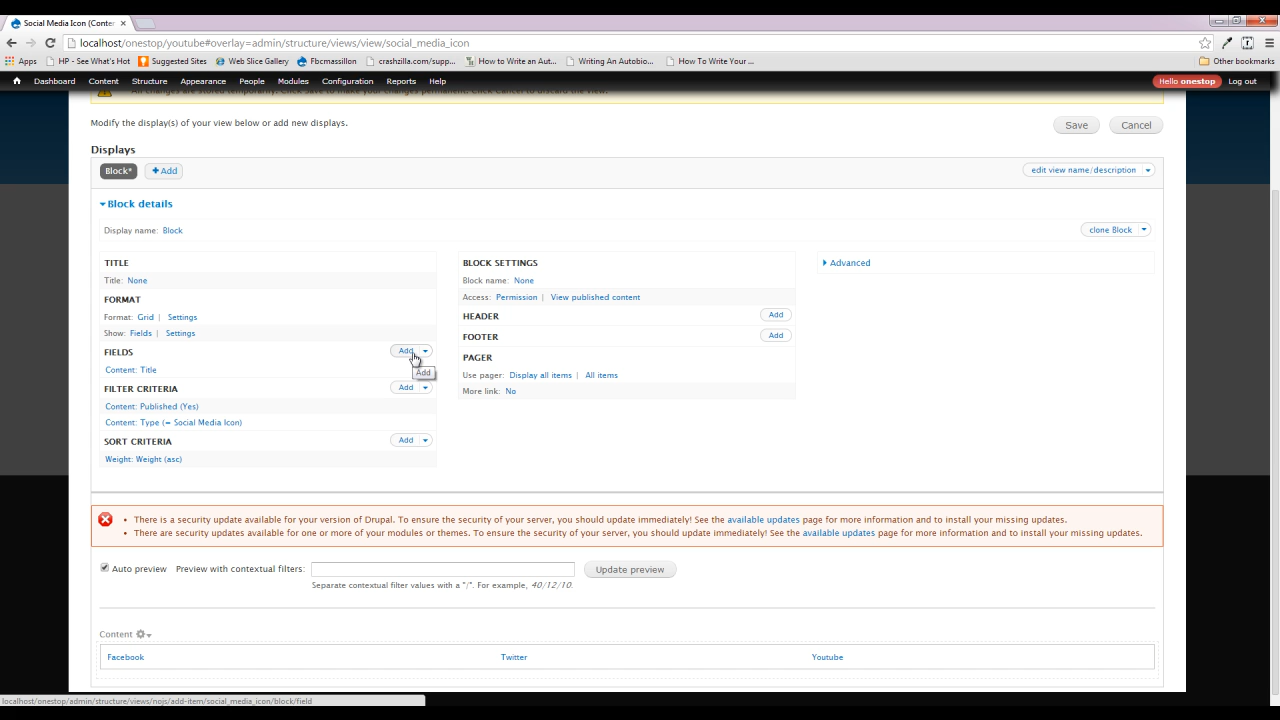 Social Media Icon (Conter
localhost/onestop/youtube#overlay=admin/structure/views/view/social_media_icon
Apps HP - See What's Hot Suggested Sites Web Slice Gallery Fbcmassillon crashzilla.com/supp... How to Write an Amaz... Writing An Autobio... How To Write Your ... Other bookmarks
Dashboard Content Structure Appearance People Modules Configuration Reports Help Hello onestop Log out
All changes are stored temporarily. Click Save to make your changes permanent. Click Cancel to discard the view.
Modify the display(s) of your view below or add new displays. Save Cancel
Displays
Block* Add edit view name/description
Block details
Display name: Block clone Block
TITLE BLOCK SETTINGS Advanced
Title: None Block name: None
FORMAT Access: Permission | View published content
Format: Grid | Settings HEADER Add
Show: Fields | Settings FOOTER Add
FIELDS Add PAGER
Content: Title Add Use pager: Display all items | All items
FILTER CRITERIA Add More link: No
Content: Published (Yes)
Content: Type (= Social Media Icon)
SORT CRITERIA Add
Weight: Weight (asc)
There is a security update available for your version of Drupal. To ensure the security of your server, you should update immediately! See the available updates page for more information and to install your missing updates.
There are security updates available for one or more of your modules or themes. To ensure the security of your server, you should update immediately! See the available updates page for more information and to install your missing updates.
Auto preview Preview with contextual filters: Update preview
Separate contextual filter values with a "/". For example, 40/12/10.
Content
Facebook Twitter Youtube
localhost/onestop/admin/structure/views/nojs/add-item/social_media_icon/block/field